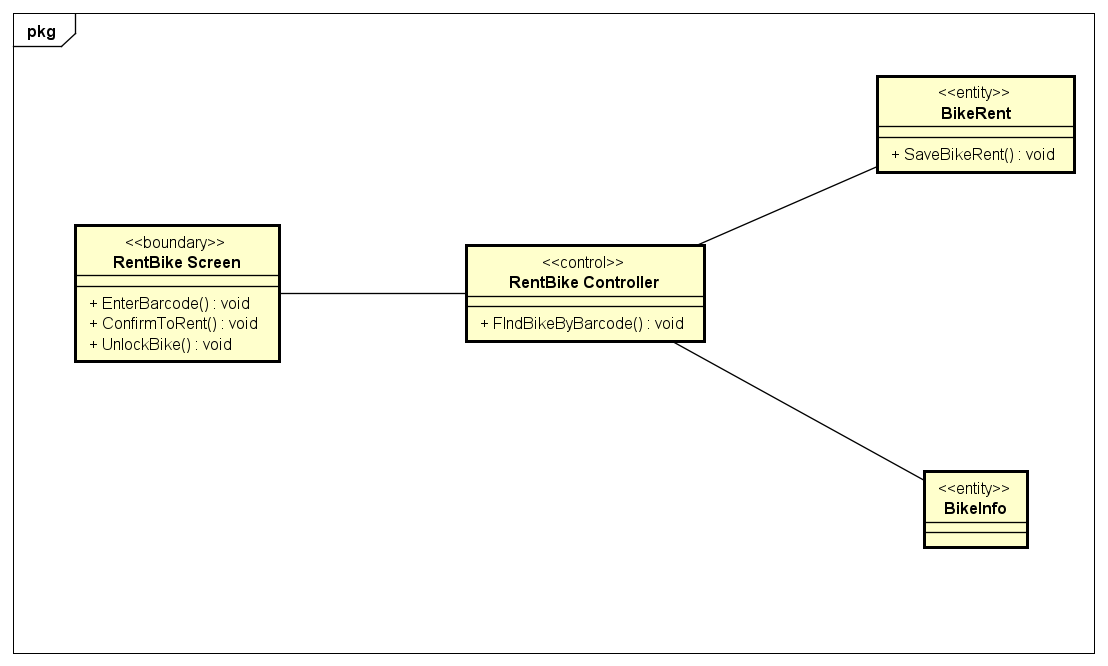 pkg
<<entity>>
BikeRent
+ SaveBikeRent() : void
<<boundary>>
RentBike Screen
+ EnterBarcode() : void
+ ConfirmToRent() : void
+ UnlockBike() : void
<<control>>
RentBike Controller
+ FIndBikeByBarcode() : void
<<entity>>
BikeInfo